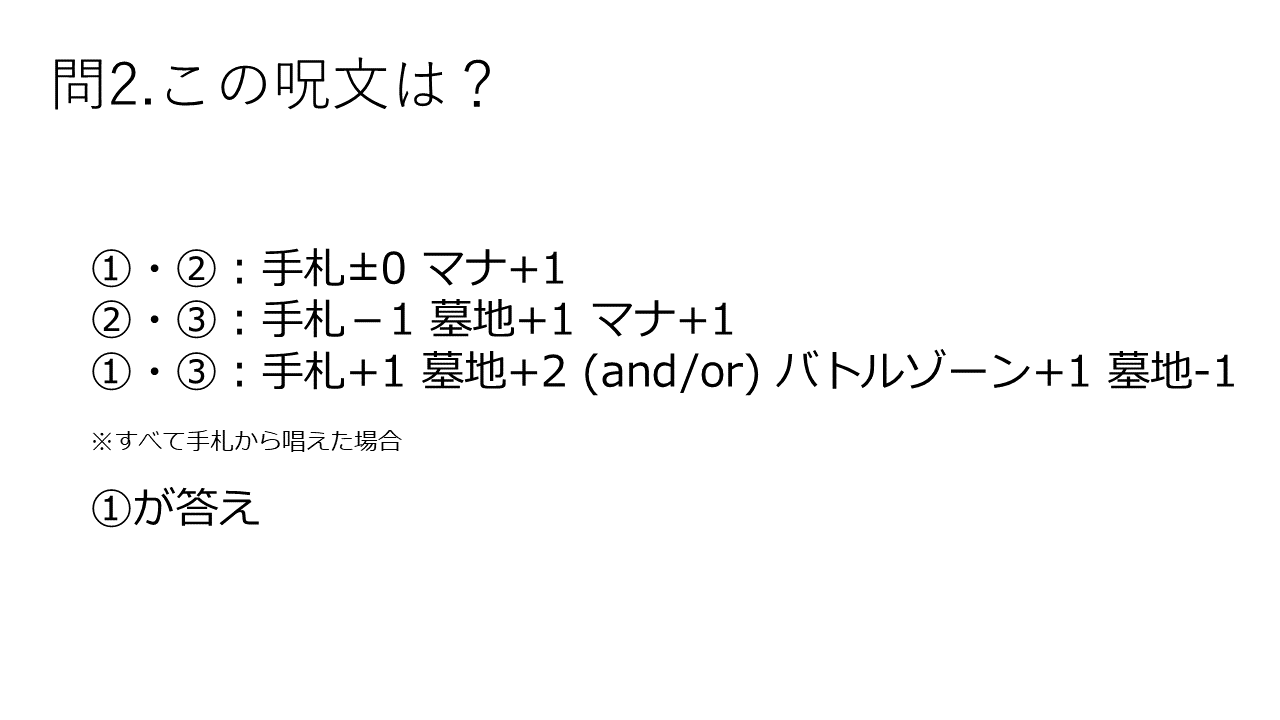 問2.この呪文は？
①・②：手札±0 マナ+1
②・③：手札－1 墓地+1 マナ+1
①・③：手札+1 墓地+2 (and/or) バトルゾーン+1 墓地-1
※すべて手札から唱えた場合
①が答え